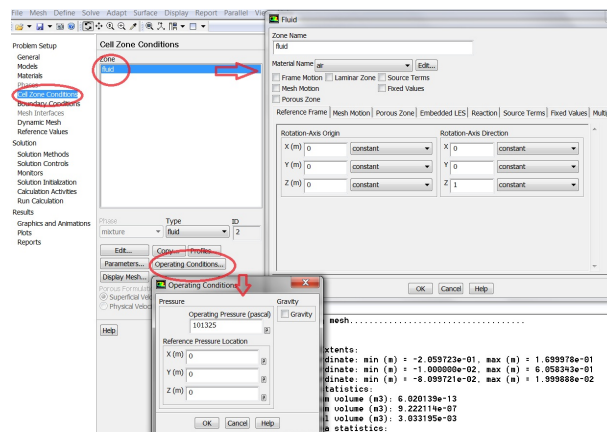 File Mesh Define Solve Adapt Surface Display Report Parallel Vie
Problem Setup
General
Models
Materials
Phases
Cell Zone Conditions
Boundary Conditions
Mesh Interfaces
Dynamic Mesh
Reference Values
Solution
Solution Methods
Solution Controls
Monitors
Solution Initialization
Calculation Activities
Run Calculation
Results
Graphics and Animations
Plots
Reports
Cell Zone Conditions
Zone
fluid
Phase Type ID
mixture fluid 2
Edit... Copy... Profiles...
Parameters... Operating Conditions...
Display Mesh...
Porous Formulat
Superficial Velo
Physical Veloci
Help
Fluid
Zone Name
fluid
Material Name air Edit...
Frame Motion Laminar Zone Source Terms
Mesh Motion Fixed Values
Porous Zone
Reference Frame Mesh Motion Porous Zone Embedded LES Reaction Source Terms Fixed Values Multip
Rotation-Axis Origin Rotation-Axis Direction
X (m) 0 constant X 0 constant
Y (m) 0 constant Y 0 constant
Z (m) 0 constant Z 1 constant
OK Cancel Help
Operating Conditions
Pressure Gravity
Operating Pressure (pascal) Gravity
101325
Reference Pressure Location
X (m) 0
Y (m) 0
Z (m) 0
OK Cancel Help
mesh..................................
xtents:
dinate: min (m) = -2.059723e-01, max (m) = 1.699978e-01
dinate: min (m) = -1.000000e-02, max (m) = 6.058343e-01
dinate: min (m) = -8.099721e-02, max (m) = 1.999888e-02
tatistics:
m volume (m3): 6.020139e-13
m volume (m3): 9.222114e-07
l volume (m3): 3.033195e-03
a statistics: